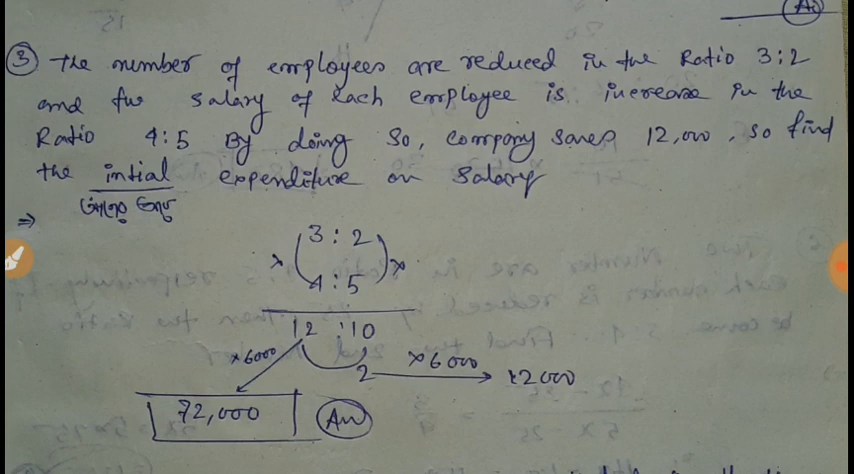 ③ The number of employees are reduced in the Ratio 3:2
and the salary of Each employee is increase in the
Ratio 4:5 By doing so, company saves 12,000, so find
the intial expenditure on Salary
⇒
3 : 2
× ×
4 : 5
12 : 10
×6000
2 ×6000 → 12000
72,000 Ans